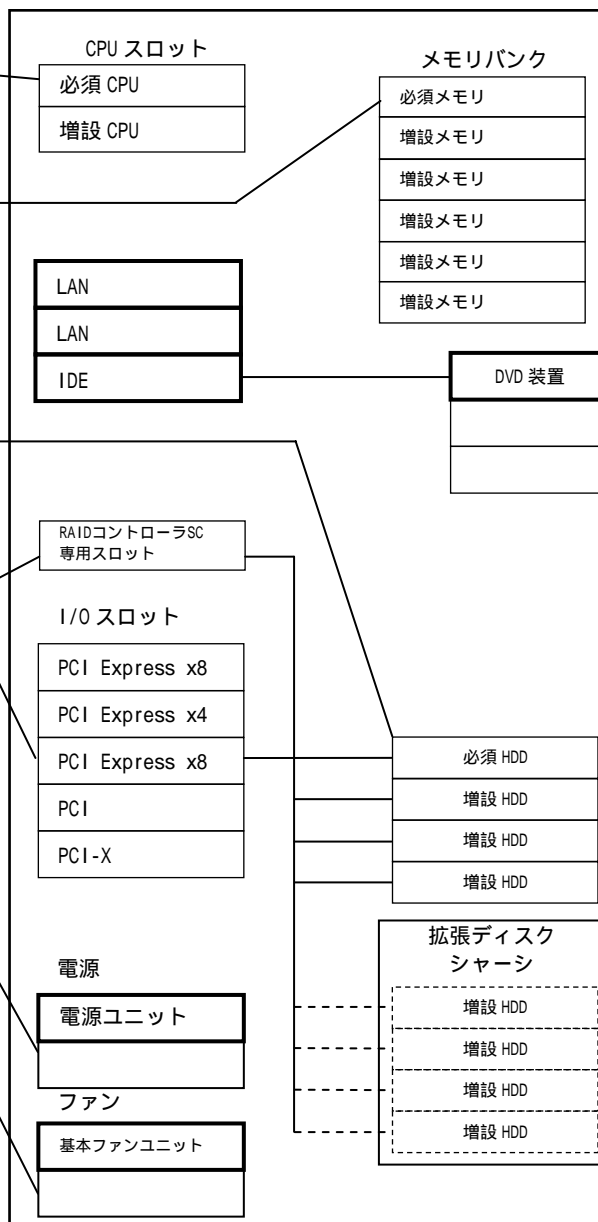 CPU スロット
必須 CPU
増設 CPU
メモリバンク
必須メモリ
増設メモリ
増設メモリ
増設メモリ
増設メモリ
増設メモリ
LAN
LAN
IDE
DVD 装置
RAIDコントローラSC
専用スロット
I/O スロット
PCI Express x8
PCI Express x4
PCI Express x8
PCI
PCI-X
必須 HDD
増設 HDD
増設 HDD
増設 HDD
拡張ディスク
シャーシ
増設 HDD
増設 HDD
増設 HDD
増設 HDD
電源
電源ユニット
ファン
基本ファンユニット